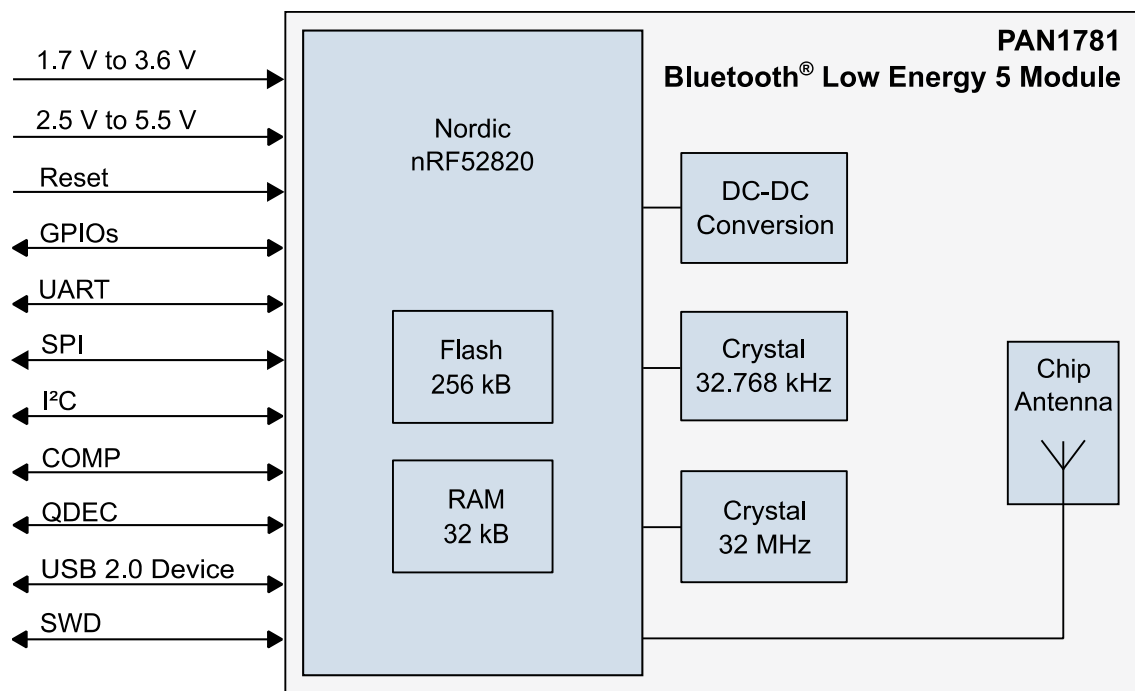 PAN1781
Bluetooth® Low Energy 5 Module
1.7 V to 3.6 V
2.5 V to 5.5 V
Reset
GPIOs
UART
SPI
I²C
COMP
QDEC
USB 2.0 Device
SWD
Nordic
nRF52820
Flash
256 kB
RAM
32 kB
DC-DC
Conversion
Crystal
32.768 kHz
Crystal
32 MHz
Chip
Antenna